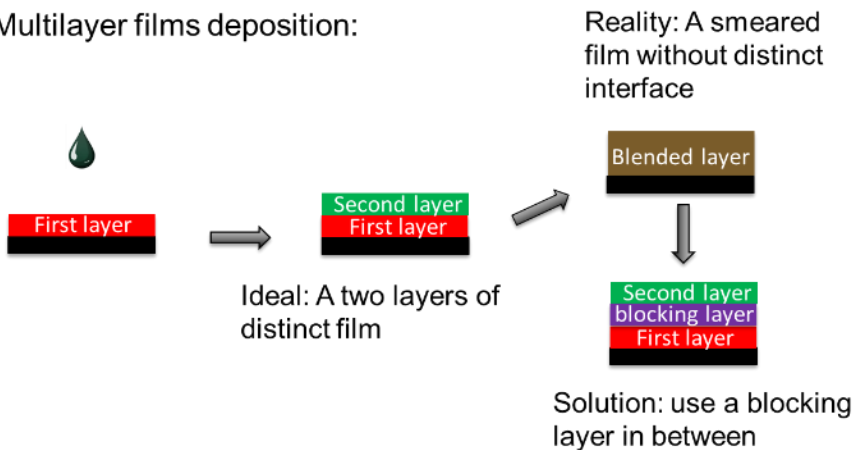 Multilayer films deposition:
Reality: A smeared
film without distinct
interface
Blended layer
First layer
Second layer
First layer
Ideal: A two layers of
distinct film
Second layer
blocking layer
First layer
Solution: use a blocking
layer in between